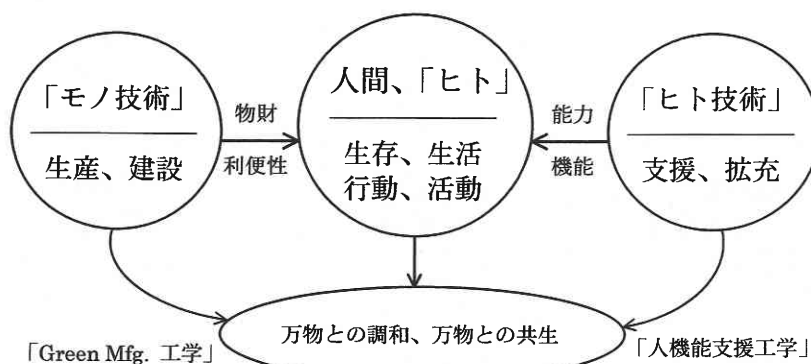 「モノ技術」
生産、建設
物財
利便性
人間、「ヒト」
生存、生活
行動、活動
能力
機能
「ヒト技術」
支援、拡充
万物との調和、万物との共生
「Green Mfg. 工学」
「人機能支援工学」